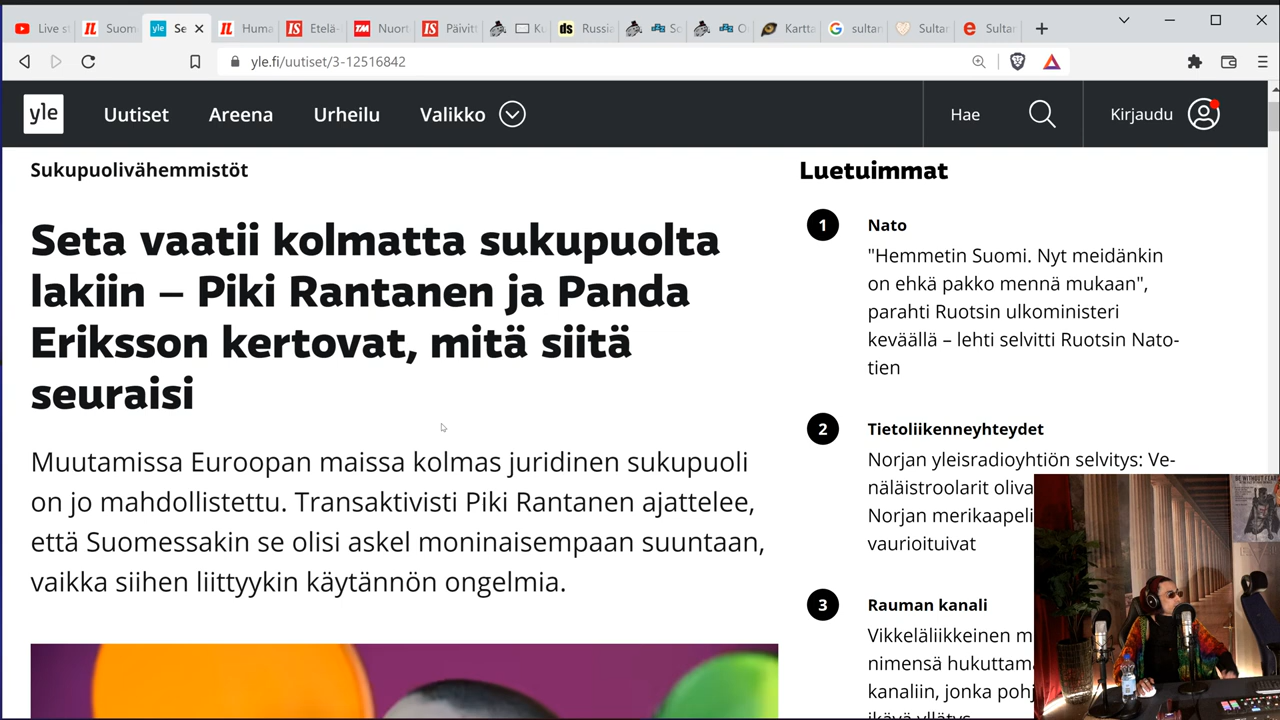 Live st
Suom
Se
Huma
Etelä-
Nuort
Päivitt
Ku
Russia
Sc
O
Kartta
sultan
Sultan
Sultan
yle.fi/uutiset/3-12516842
yle
Uutiset
Areena
Urheilu
Valikko
Hae
Kirjaudu
Sukupuolivähemmistöt
Seta vaatii kolmatta sukupuolta
lakiin – Piki Rantanen ja Panda
Eriksson kertovat, mitä siitä
seuraisi
Muutamissa Euroopan maissa kolmas juridinen sukupuoli
on jo mahdollistettu. Transaktivisti Piki Rantanen ajattelee,
että Suomessakin se olisi askel moninaisempaan suuntaan,
vaikka siihen liittyykin käytännön ongelmia.
Luetuimmat
1
Nato
"Hemmetin Suomi. Nyt meidänkin
on ehkä pakko mennä mukaan",
parahti Ruotsin ulkoministeri
keväällä – lehti selvitti Ruotsin Nato-
tien
2
Tietoliikenneyhteydet
Norjan yleisradioyhtiön selvitys: Ve-
näläistroolarit oliva
Norjan merikaapeli
vaurioituivat
3
Rauman kanali
Vikkeläliikkeinen m
nimensä hukuttama
kanaliin, jonka pohj
ikävä yllätys